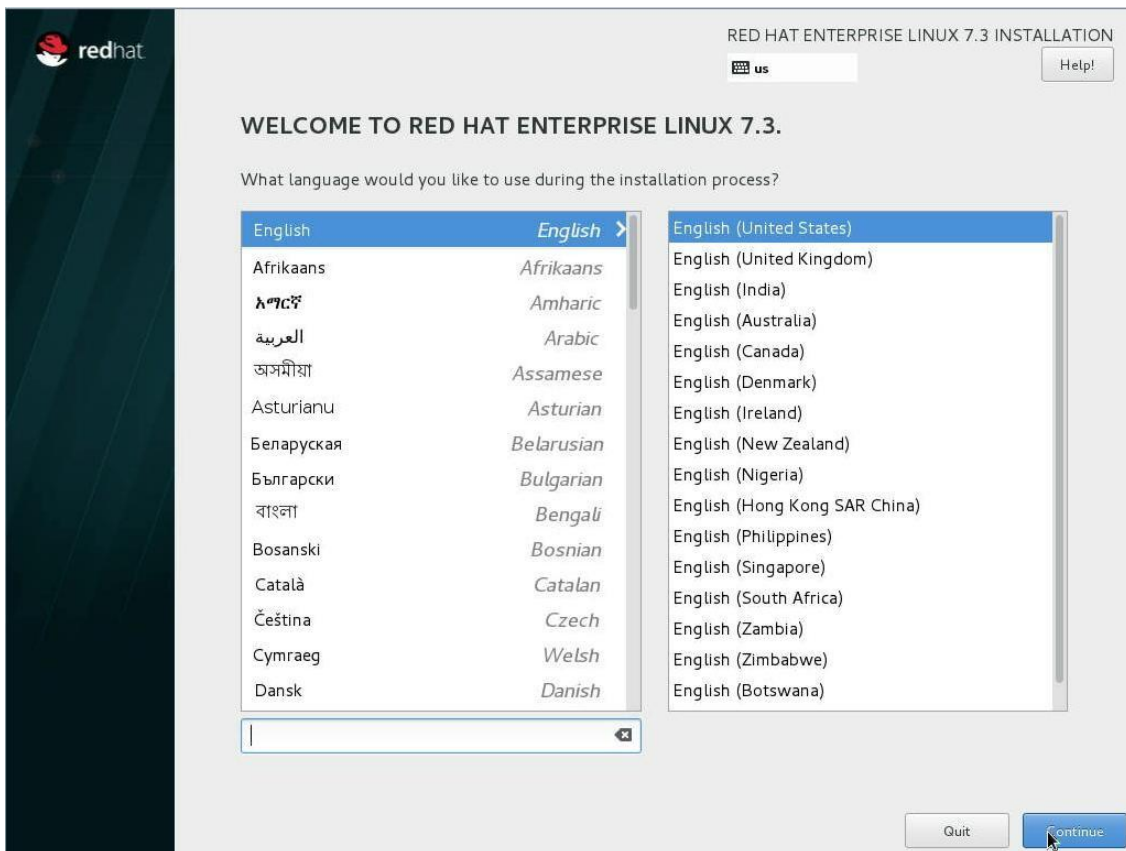 redhat
RED HAT ENTERPRISE LINUX 7.3 INSTALLATION
us
Help!
WELCOME TO RED HAT ENTERPRISE LINUX 7.3.
What language would you like to use during the installation process?
English English
Afrikaans Afrikaans
አማርኛ Amharic
العربية Arabic
অসমীয়া Assamese
Asturianu Asturian
Беларуская Belarusian
Български Bulgarian
বাংলা Bengali
Bosanski Bosnian
Català Catalan
Čeština Czech
Cymraeg Welsh
Dansk Danish
English (United States)
English (United Kingdom)
English (India)
English (Australia)
English (Canada)
English (Denmark)
English (Ireland)
English (New Zealand)
English (Nigeria)
English (Hong Kong SAR China)
English (Philippines)
English (Singapore)
English (South Africa)
English (Zambia)
English (Zimbabwe)
English (Botswana)
Quit
Continue